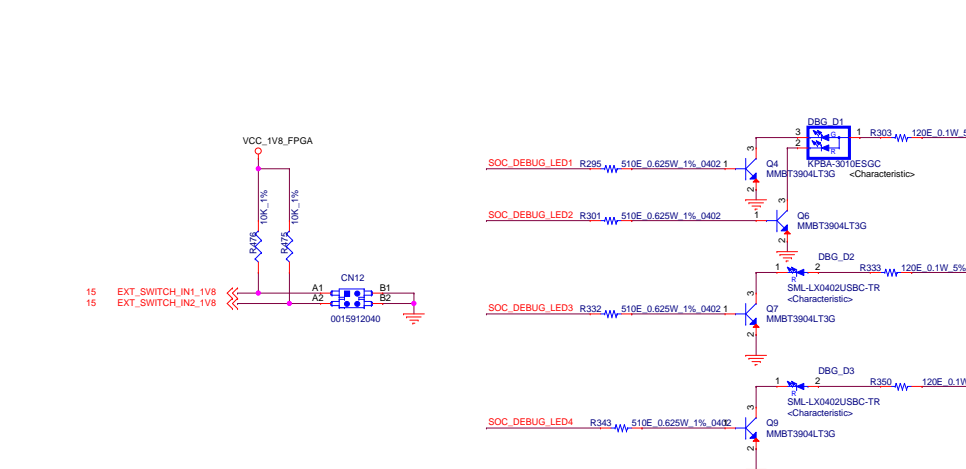 VCC_1V8_FPGA
R476
10K_1%
R475
10K_1%
15 EXT_SWITCH_IN1_1V8
15 EXT_SWITCH_IN2_1V8
CN12
A1 B1
A2 B2
0015912040
DBG_D1
3 1 R303 120E_0.1W_5
2
G
R
KPBA-3010ESGC
<Characteristic>
SOC_DEBUG_LED1 R295 510E_0.625W_1%_0402 1
3
2
Q4
MMBT3904LT3G
SOC_DEBUG_LED2 R301 510E_0.625W_1%_0402 1
3
2
Q6
MMBT3904LT3G
DBG_D2
1 2 R333 120E_0.1W_5%
R
SML-LX0402USBC-TR
<Characteristic>
SOC_DEBUG_LED3 R332 510E_0.625W_1%_0402 1
3
2
Q7
MMBT3904LT3G
DBG_D3
1 2 R350 120E_0.1W
R
SML-LX0402USBC-TR
<Characteristic>
SOC_DEBUG_LED4 R343 510E_0.625W_1%_0402
3
2
Q9
MMBT3904LT3G